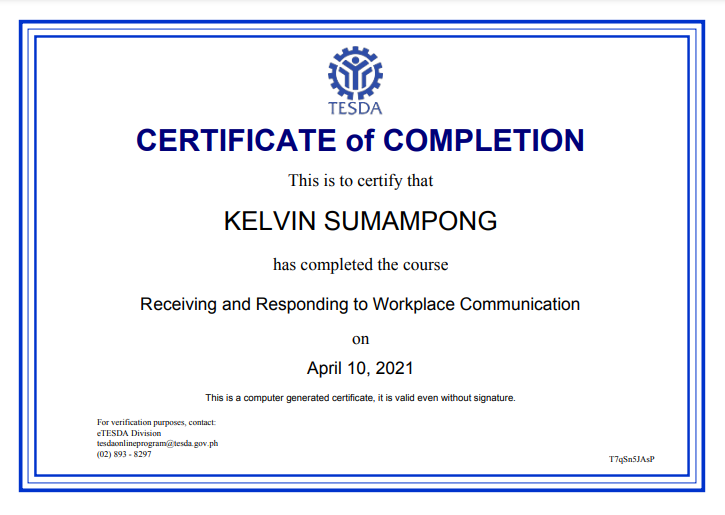 TESDA
CERTIFICATE of COMPLETION
This is to certify that
KELVIN SUMAMPONG
has completed the course
Receiving and Responding to Workplace Communication
on
April 10, 2021
This is a computer generated certificate, it is valid even without signature.
For verification purposes, contact:
eTESDA Division
tesdaonlineprogram@tesda.gov.ph
(02) 893 - 8297
T7qSn5JAsP